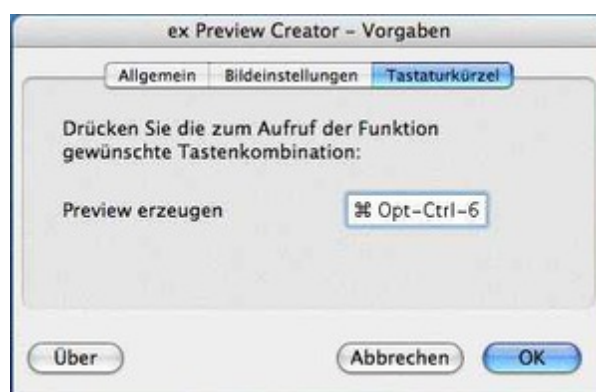 ex Preview Creator – Vorgaben
Allgemein Bildeinstellungen Tastaturkürzel
Drücken Sie die zum Aufruf der Funktion
gewünschte Tastenkombination:
Preview erzeugen ⌘ Opt-Ctrl-6
Über Abbrechen OK